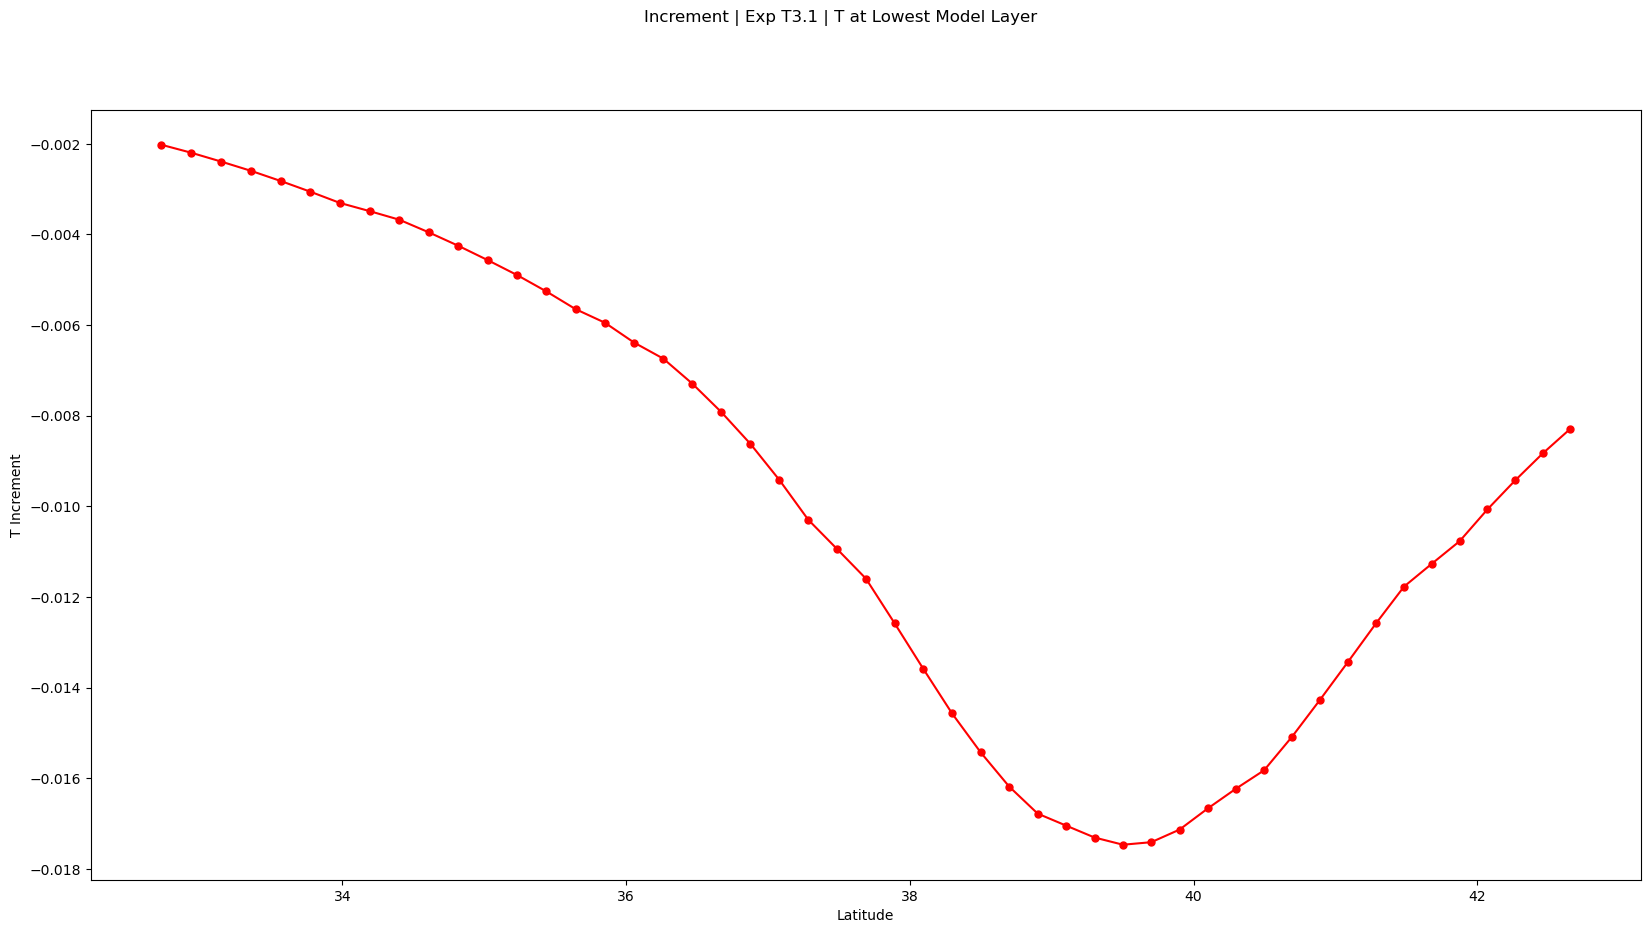 Increment | Exp T3.1 | T at Lowest Model Layer
−0.002
−0.004
−0.006
−0.008
−0.010
−0.012
−0.014
−0.016
−0.018
T Increment
34 36 38 40 42
Latitude